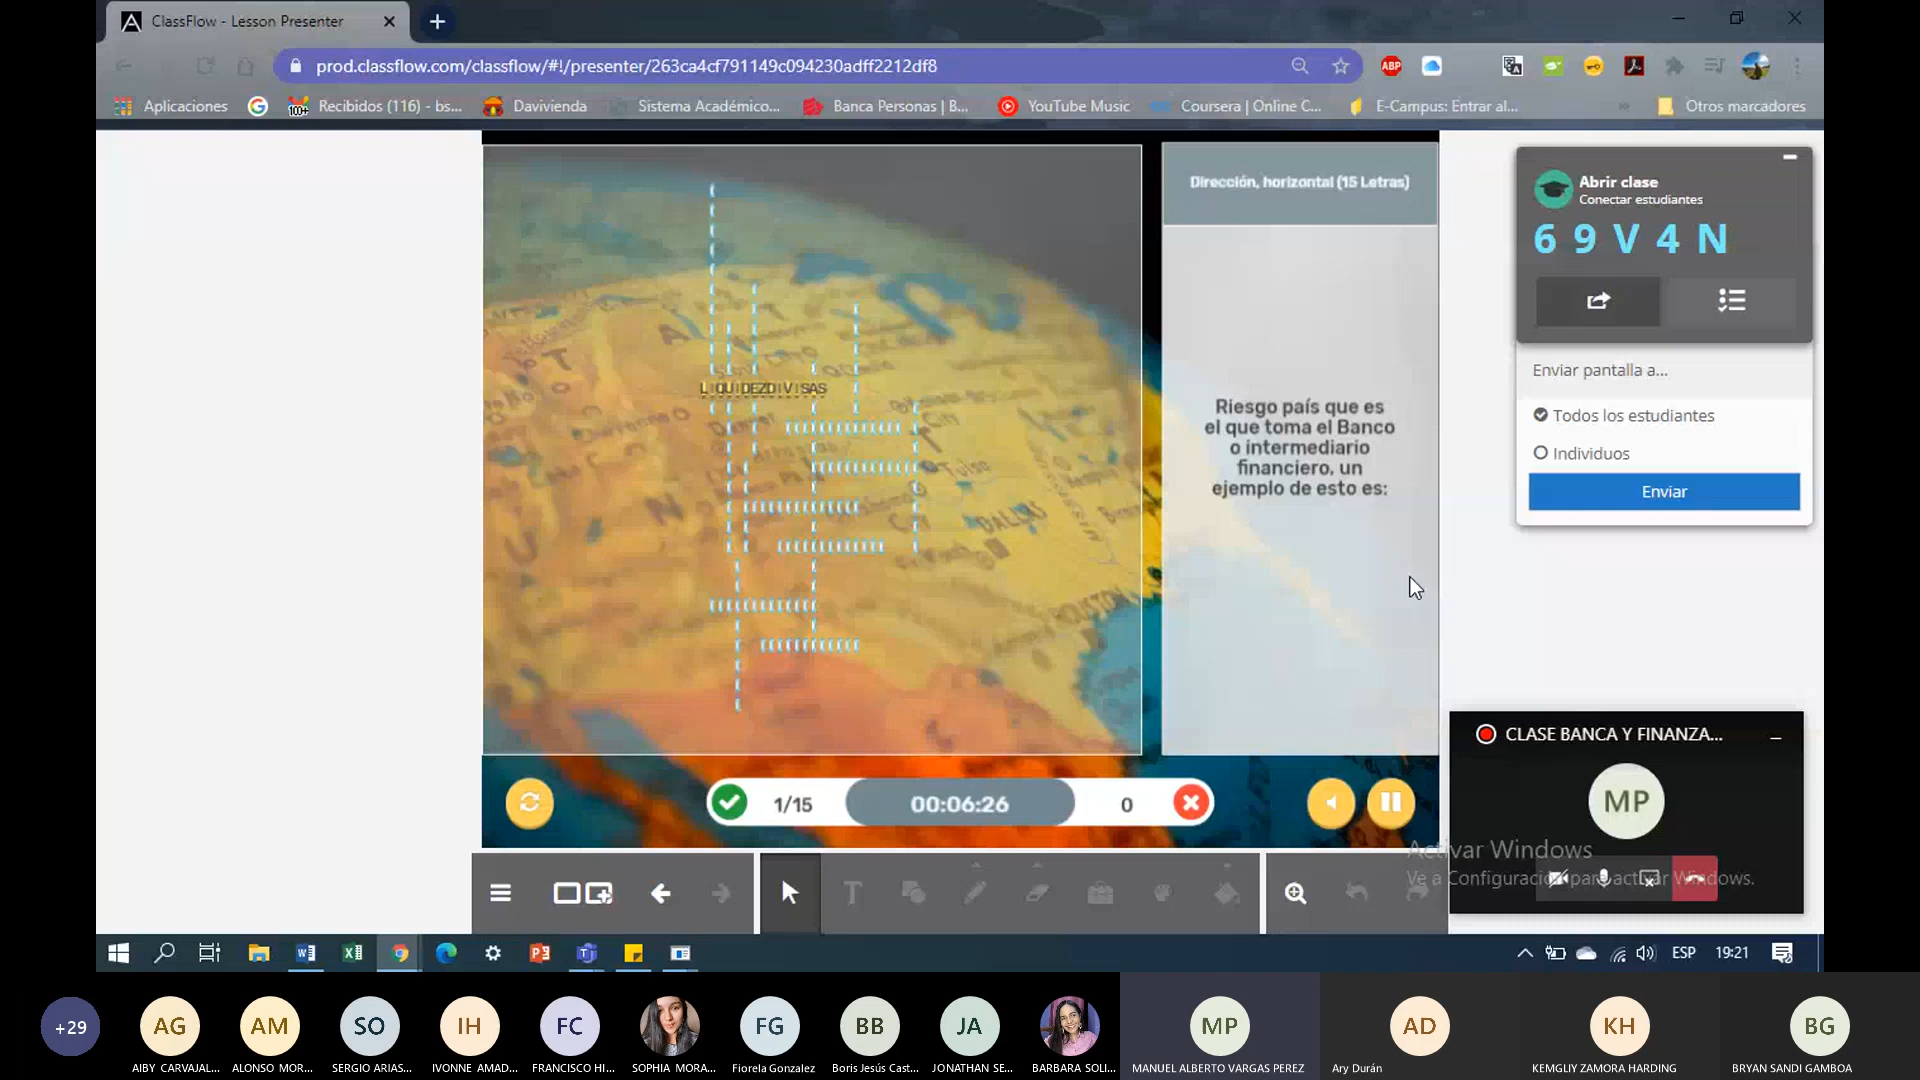 ClassFlow - Lesson Presenter
prod.classflow.com/classflow/#!/presenter/263ca4cf791149c094230adff2212df8
ABP
Aplicaciones
100+
Recibidos (116) - bs...
Davivienda
Sistema Académico...
Banca Personas | B...
YouTube Music
Coursera | Online C...
E-Campus: Entrar al...
»
Otros marcadores
Dirección, horizontal (15 Letras)
Riesgo país que es
el que toma el Banco
o intermediario
financiero, un
ejemplo de esto es:
LIQUIDEZDIVISAS
DALLAS
HOUSTON
Tulsa
Abrir clase
Conectar estudiantes
69V4N
Enviar pantalla a...
Todos los estudiantes
Individuos
Enviar
1/15
00:06:26
0
CLASE BANCA Y FINANZA...
MP
Activar Windows
Ve a Configuración para activar Windows.
T
ESP
19:21
+29
AG
AM
SO
IH
FC
FG
BB
JA
MP
AD
KH
BG
AIBY CARVAJAL...
ALONSO MOR...
SERGIO ARIAS...
IVONNE AMAD...
FRANCISCO HI...
SOPHIA MORA...
Fiorela Gonzalez
Boris Jesús Cast...
JONATHAN SE...
BARBARA SOLI...
MANUEL ALBERTO VARGAS PEREZ
Ary Durán
KEMGLIY ZAMORA HARDING
BRYAN SANDI GAMBOA